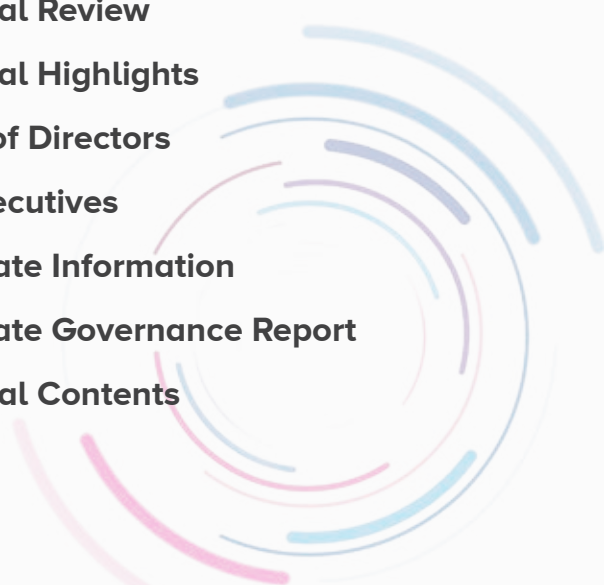 al Review
al Highlights
of Directors
ecutives
ate Information
ate Governance Report
al Contents